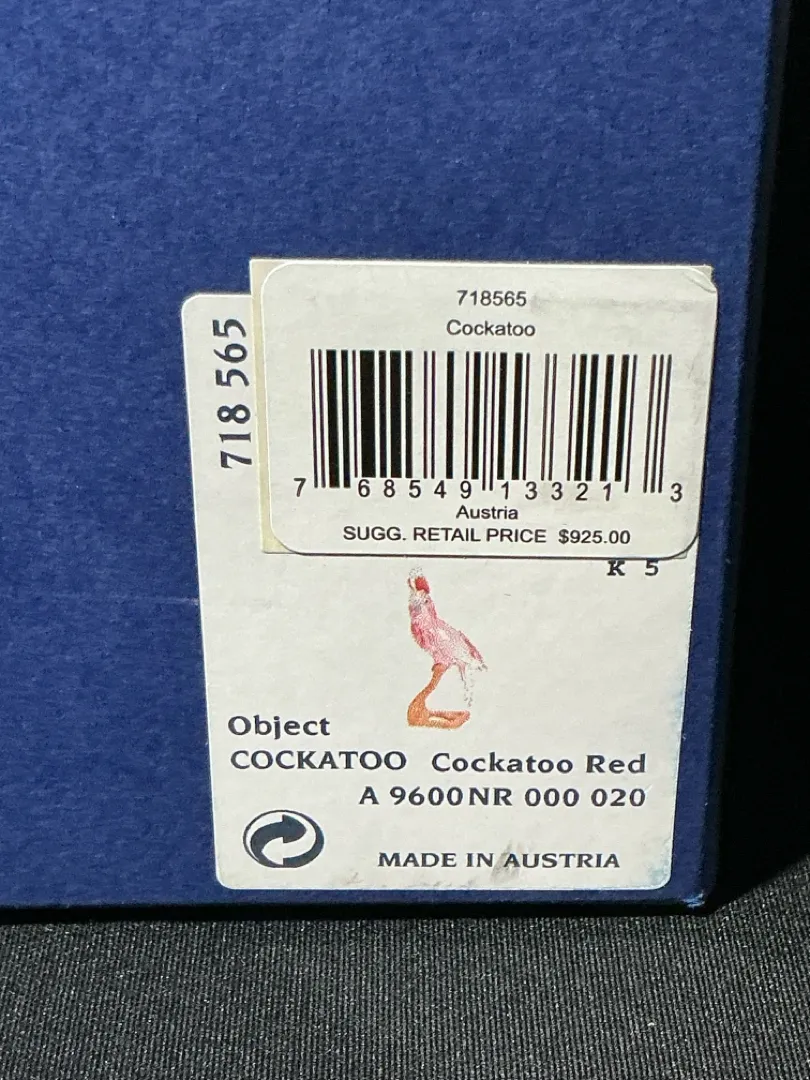 718565
Cockatoo
7 68549 13321 3
Austria
SUGG. RETAIL PRICE $925.00
718 565
K 5
Object
COCKATOO Cockatoo Red
A 9600 NR 000 020
MADE IN AUSTRIA